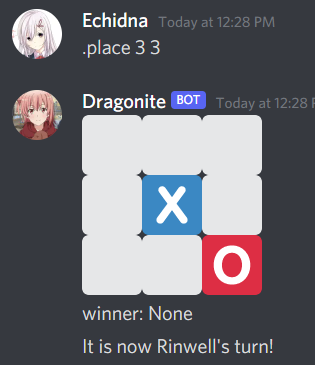 Echidna Today at 12:28 PM
.place 3 3
Dragonite BOT Today at 12:28
X
O
winner: None
It is now Rinwell's turn!